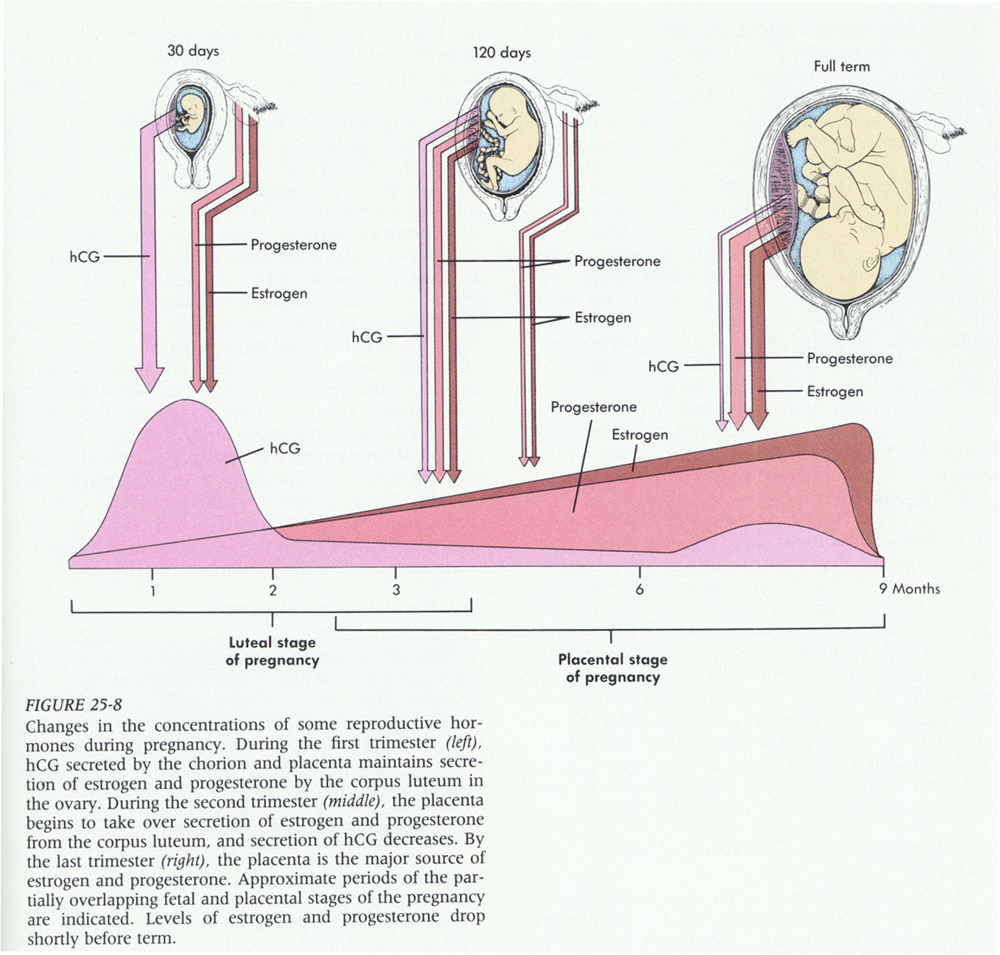 30 days
120 days
Full term
hCG
Progesterone
Estrogen
hCG
Progesterone
Estrogen
hCG
Progesterone
Estrogen
Progesterone
Estrogen
hCG
1
2
3
6
9 Months
Luteal stage
of pregnancy
Placental stage
of pregnancy
FIGURE 25-8
Changes in the concentrations of some reproductive hor-
mones during pregnancy. During the first trimester (left),
hCG secreted by the chorion and placenta maintains secre-
tion of estrogen and progesterone by the corpus luteum in
the ovary. During the second trimester (middle), the placenta
begins to take over secretion of estrogen and progesterone
from the corpus luteum, and secretion of hCG decreases. By
the last trimester (right), the placenta is the major source of
estrogen and progesterone. Approximate periods of the par-
tially overlapping fetal and placental stages of the pregnancy
are indicated. Levels of estrogen and progesterone drop
shortly before term.